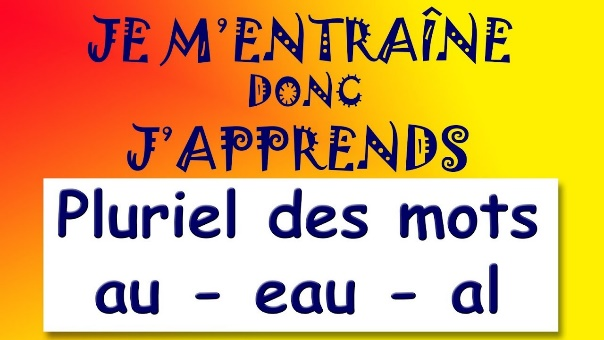 JE M'ENTRAÎNE
DONC
J'APPRENDS
Pluriel des mots
au - eau - al